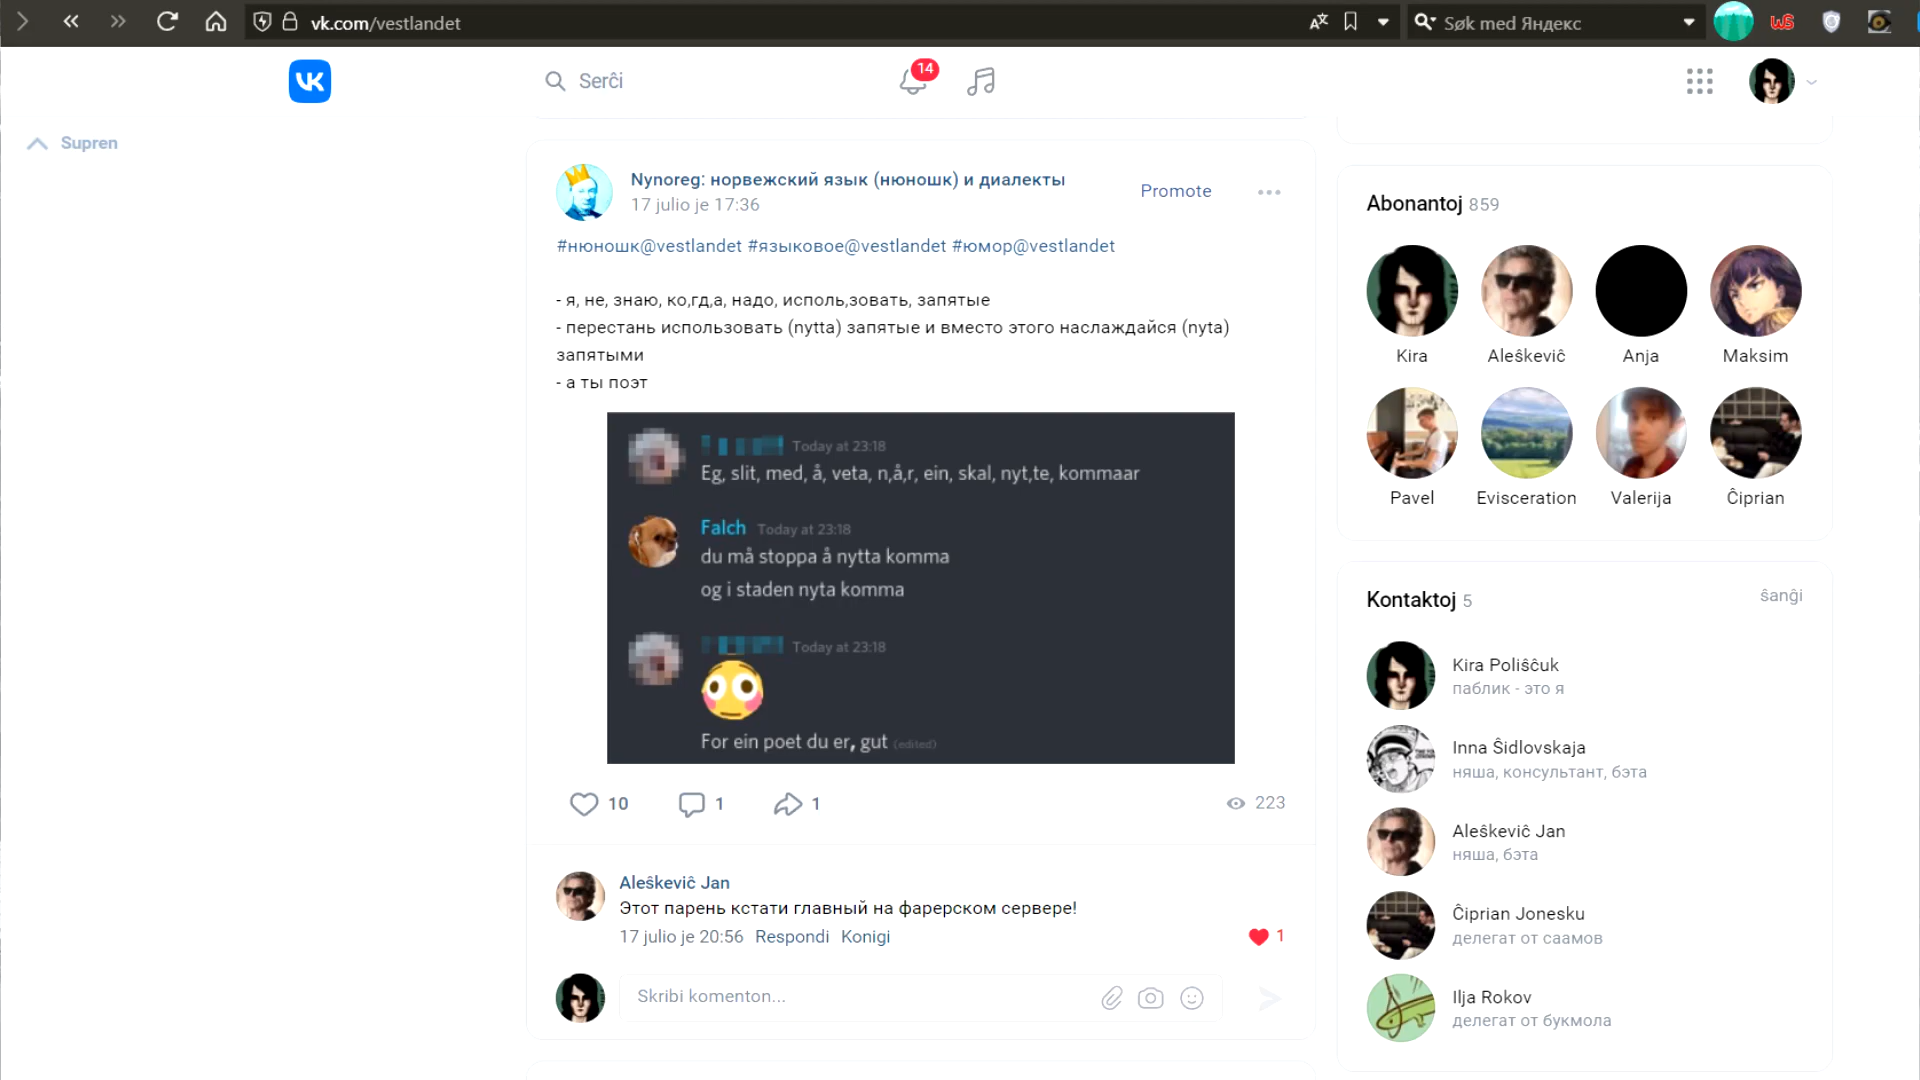 vk.com/vestlandet
Søk med Яндекс
Serĉi
14
Supren
Nynoreg: норвежский язык (нюношк) и диалекты
17 julio je 17:36
Promote
#нюношк@vestlandet #языковое@vestlandet #юмор@vestlandet
- я, не, знаю, ко,гд,а, надо, исполь,зовать, запятые
- перестань использовать (nytta) запятые и вместо этого наслаждайся (nyta)
запятыми
- а ты поэт
Today at 23:18
Eg, slit, med, å, veta, n,å,r, ein, skal, nyt,te, kommaar
Falch Today at 23:18
du må stoppa å nytta komma
og i staden nyta komma
Today at 23:18
For ein poet du er, gut (edited)
10
1
1
223
Aleŝkeviĉ Jan
Этот парень кстати главный на фарерском сервере!
17 julio je 20:56 Respondi Konigi
1
Skribi komenton...
Abonantoj 859
Kira
Aleŝkeviĉ
Anja
Maksim
Pavel
Evisceration
Valerija
Ĉiprian
Kontaktoj 5
ŝanĝi
Kira Poliŝĉuk
паблик - это я
Inna Ŝidlovskaja
няша, консультант, бэта
Aleŝkeviĉ Jan
няша, бэта
Ĉiprian Jonesku
делегат от саамов
Ilja Rokov
делегат от букмола